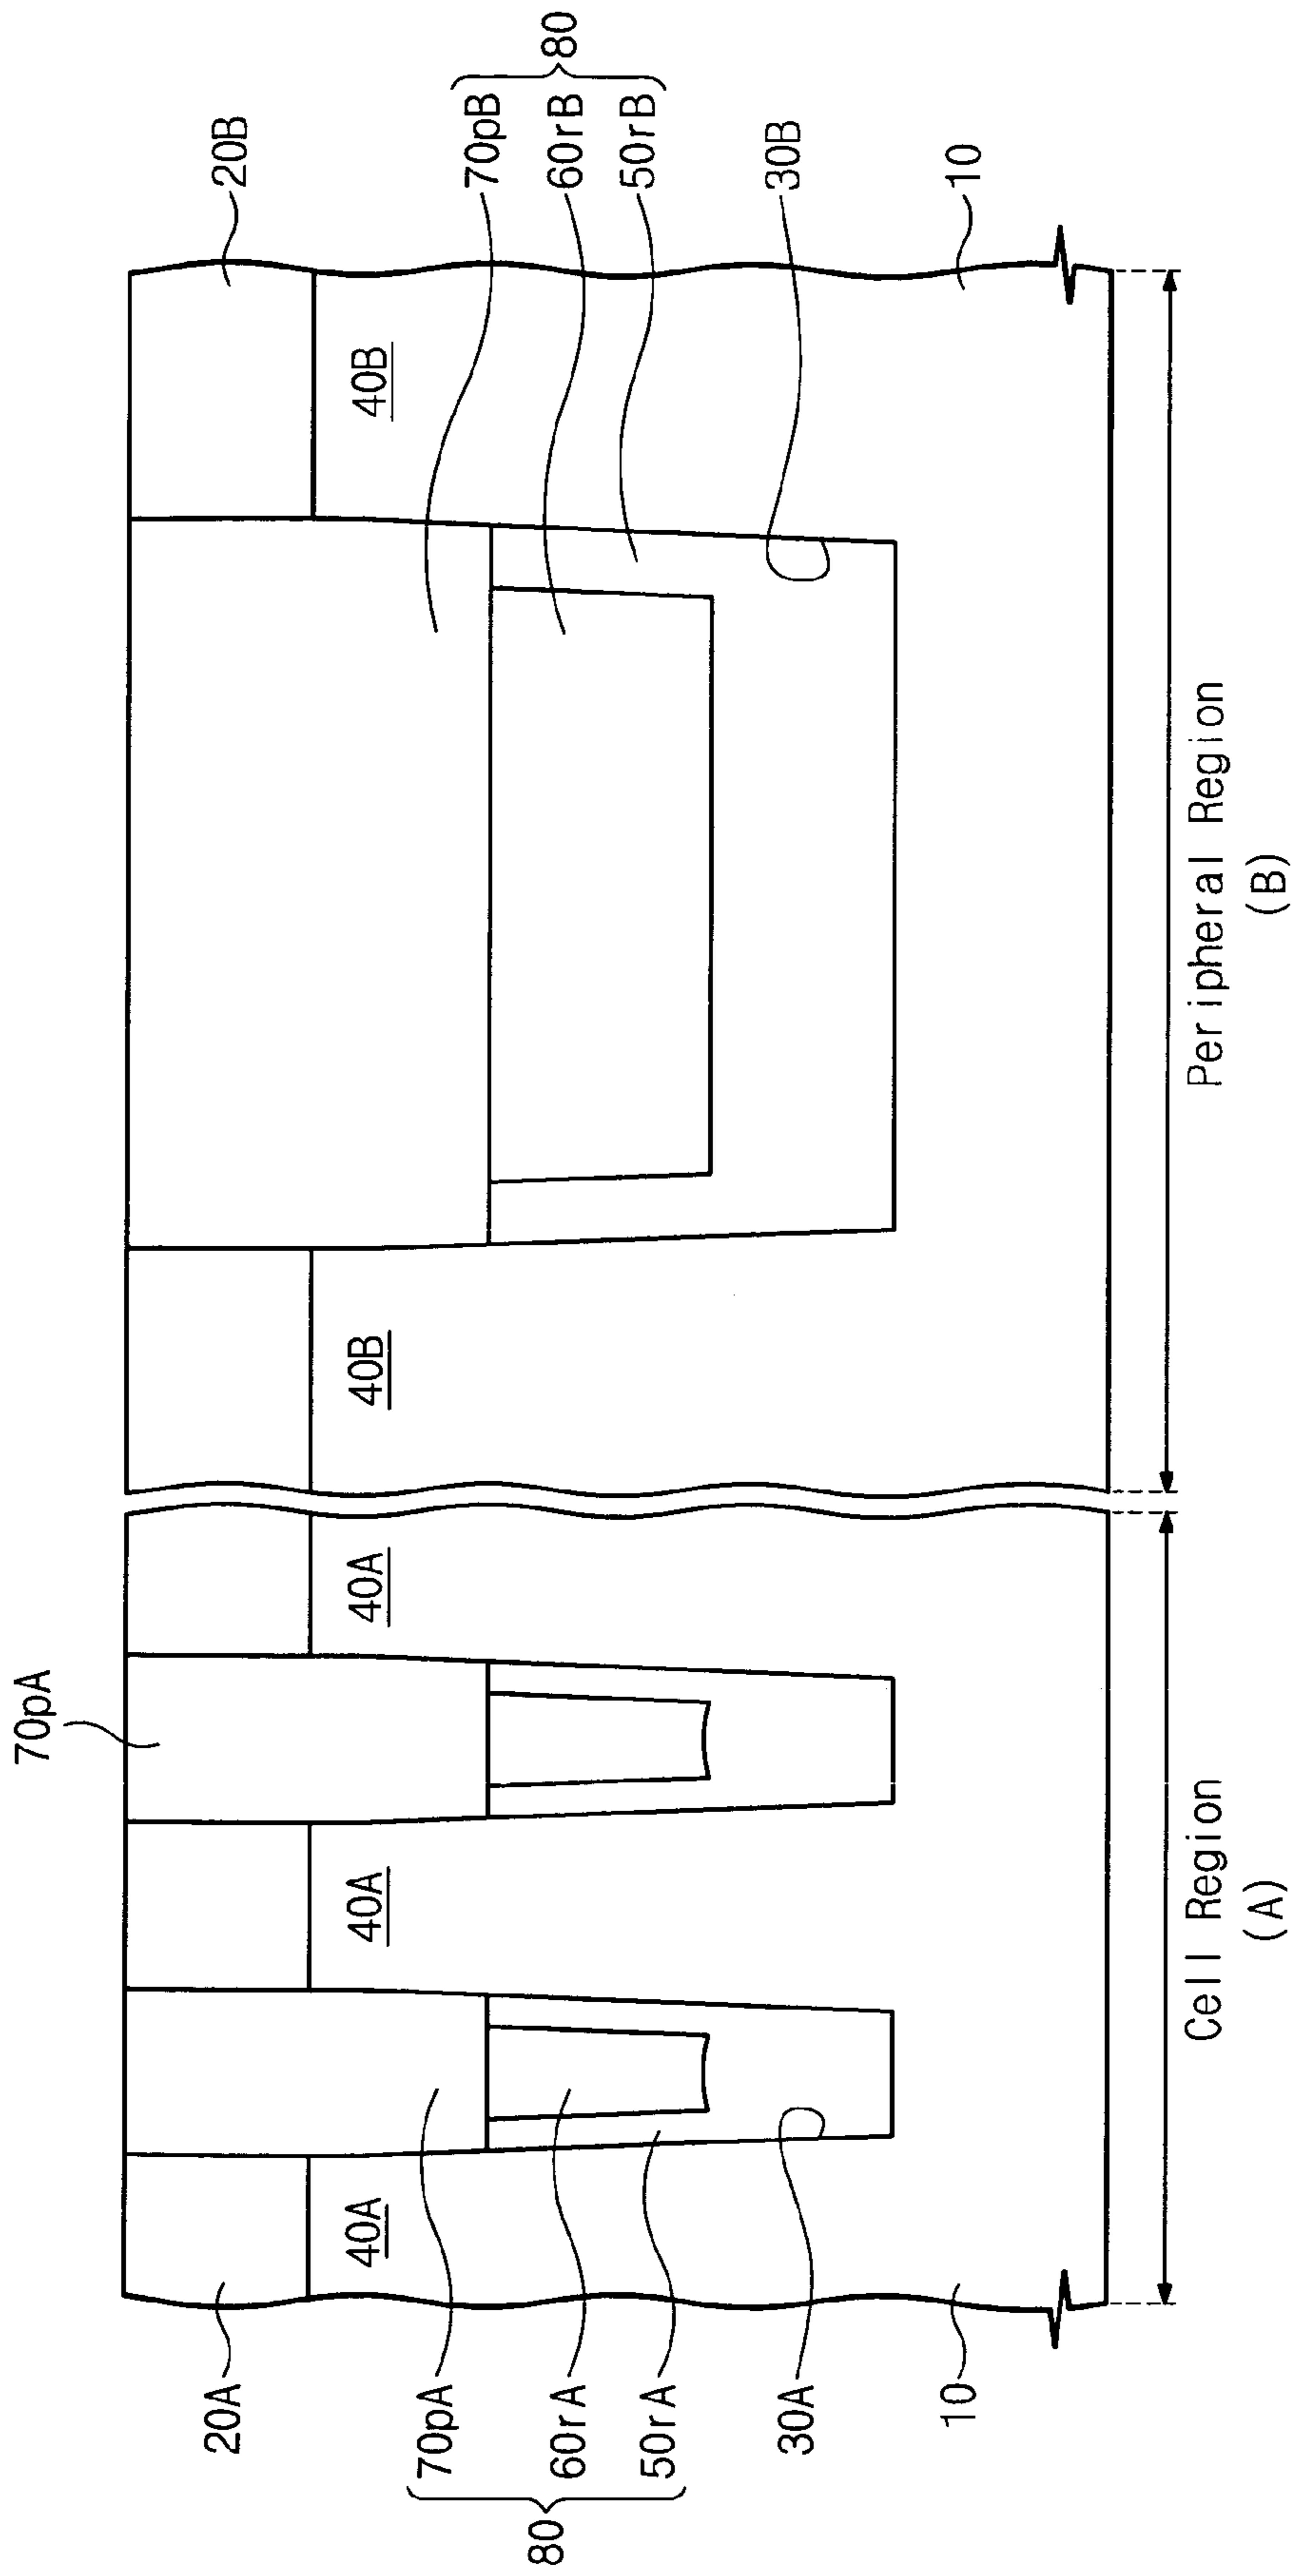 70pA
20A
40A
40A
40A
40B
40B
20B
80
70pA
60rA
50rA
30A
10
70pB
60rB
50rB
80
30B
10
Cell Region
(A)
Peripheral Region
(B)